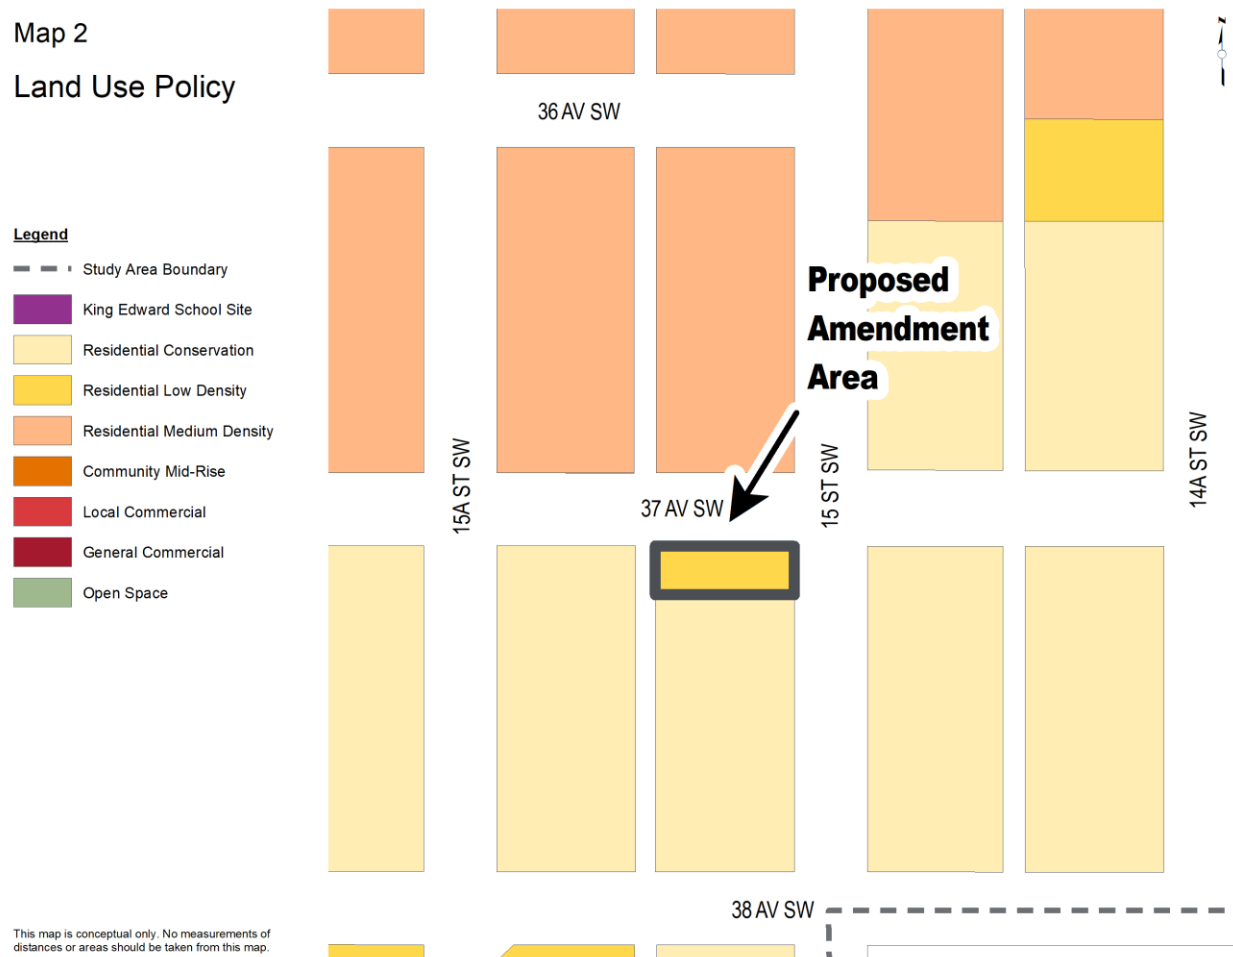 Map 2
Land Use Policy
Legend
Study Area Boundary
King Edward School Site
Residential Conservation
Residential Low Density
Residential Medium Density
Community Mid-Rise
Local Commercial
General Commercial
Open Space
This map is conceptual only. No measurements of
distances or areas should be taken from this map.
36 AV SW
Proposed
Amendment
Area
15A ST SW
37 AV SW
15 ST SW
14A ST SW
38 AV SW
z